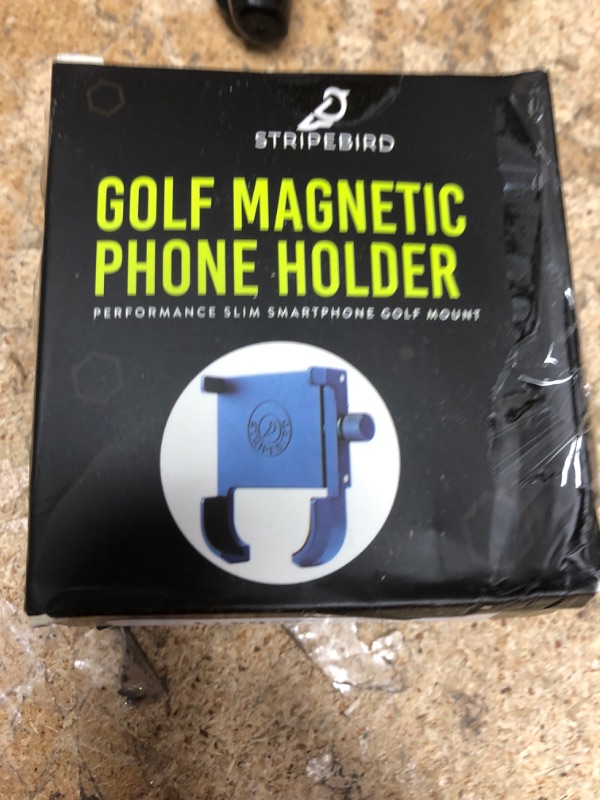 STRIPEBIRD
GOLF MAGNETIC
PHONE HOLDER
PERFORMANCE SLIM SMARTPHONE GOLF MOUNT